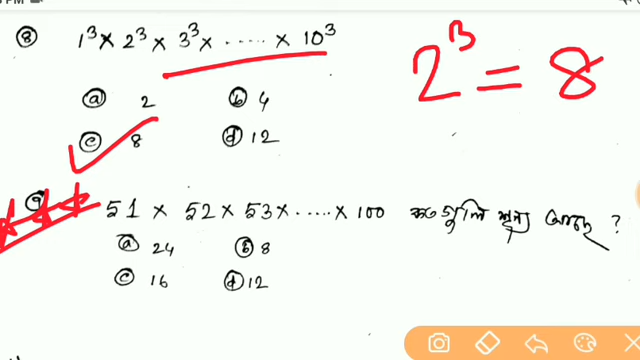 ⑧ 1³ × 2³ × 3³ × ..... × 10³
2³ = 8
ⓐ 2 ⓑ 4
ⓒ 8 ⓓ 12
⑨ 51 × 52 × 53 × ..... × 100 কতগুলি শূন্য আছে ?
ⓐ 24 ⓑ 8
ⓒ 16 ⓓ 12